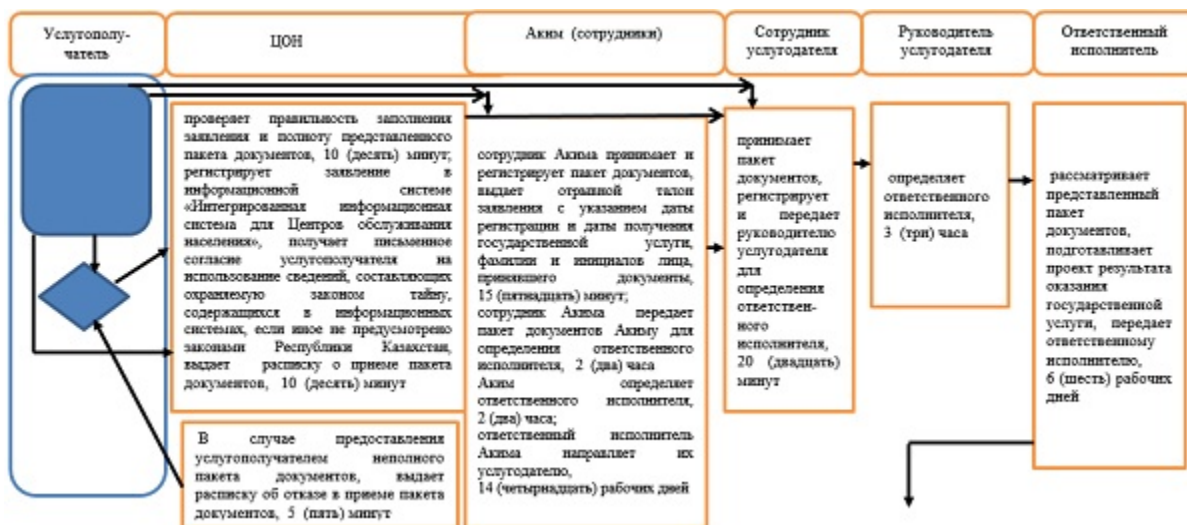 Услугополу-
чатель
ЦОН
Аким (сотрудники)
Сотрудник
услугодателя
Руководитель
услугодателя
Ответственный
исполнитель
проверяет правильность заполнения
заявления и полноту представленного
пакета документов, 10 (десять) минут;
регистрирует заявление в
информационной системе
«Интегрированная информационная
система для Центров обслуживания
населения», получает письменное
согласие услугополучателя на
использование сведений, составляющих
охраняемую законом тайну,
содержащихся в информационных
системах, если иное не предусмотрено
законами Республики Казахстан,
выдает расписку о приеме пакета
документов, 10 (десять) минут
В случае предоставления
услугополучателем неполного
пакета документов, выдает
расписку об отказе в приеме пакета
документов, 5 (пять) минут
сотрудник Акима принимает и
регистрирует пакет документов,
выдает отрывной талон
заявления с указанием даты
регистрации и даты получения
государственной услуги,
фамилии и инициалов лица,
принявшего документы,
15 (пятнадцать) минут;
сотрудник Акима передает
пакет документов Акиму для
определения ответственного
исполнителя, 2 (два) часа
Аким определяет
ответственного исполнителя,
2 (два) часа;
ответственный исполнитель
Акима направляет их
услугодателю,
14 (четырнадцать) рабочих дней
принимает
пакет
документов,
регистрирует
и передает
руководителю
услугодателя
для
определения
ответствен-
ного
исполнителя,
20 (двадцать)
минут
определяет
ответственного
исполнителя,
3 (три) часа
рассматривает
представленный
пакет
документов,
подготавливает
проект результата
оказания
государственной
услуги, передает
ответственному
исполнителю,
6 (шесть) рабочих
дней